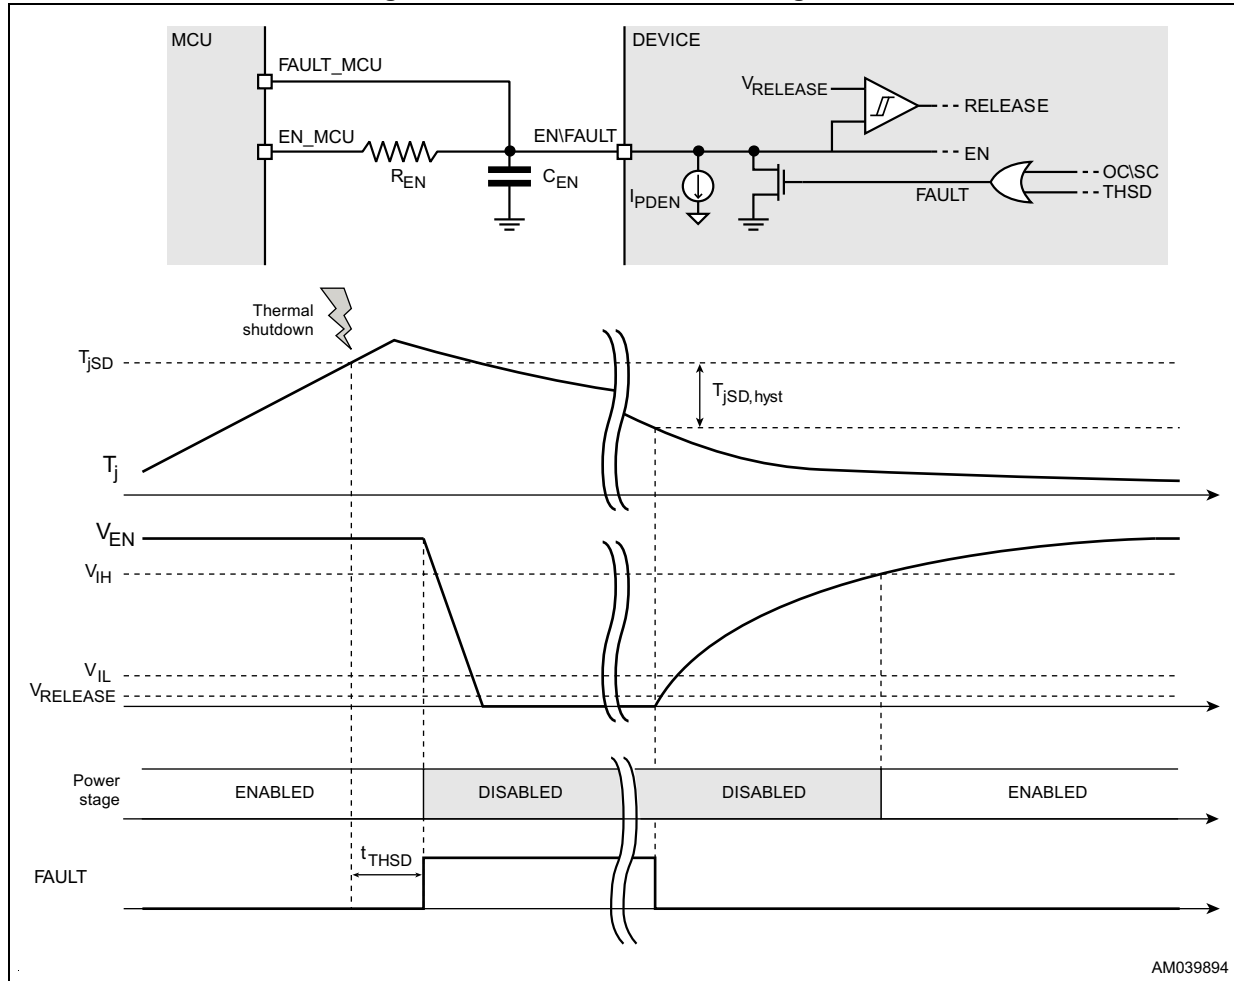 MCU
DEVICE
FAULT_MCU
VRELEASE
RELEASE
EN_MCU
EN\FAULT
EN
REN
CEN
IPDEN
FAULT
OC\SC
THSD
Thermal
shutdown
TjSD
TjSD,hyst
Tj
VEN
VIH
VIL
VRELEASE
Power
stage
ENABLED
DISABLED
DISABLED
ENABLED
tTHSD
FAULT
AM039894